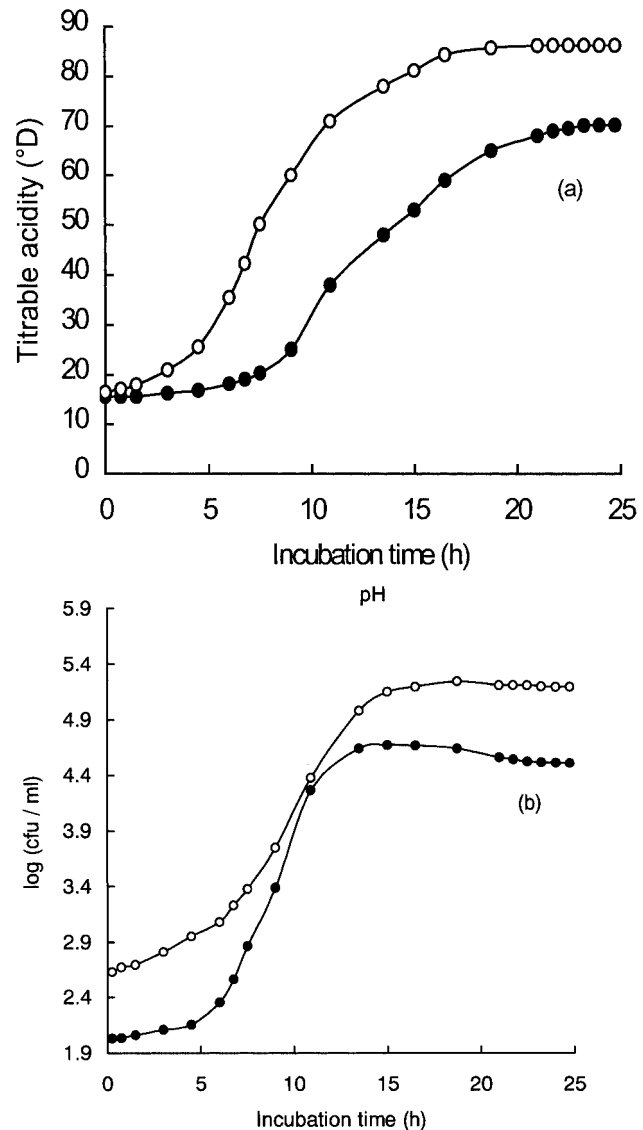 90
80
70
60
50
40
30
20
10
0
Titrable acidity (°D)
(a)
0 5 10 15 20 25
Incubation time (h)
pH
5.9
5.4
4.9
4.4
3.9
3.4
2.9
2.4
1.9
log (cfu / ml)
(b)
0 5 10 15 20 25
Incubation time (h)